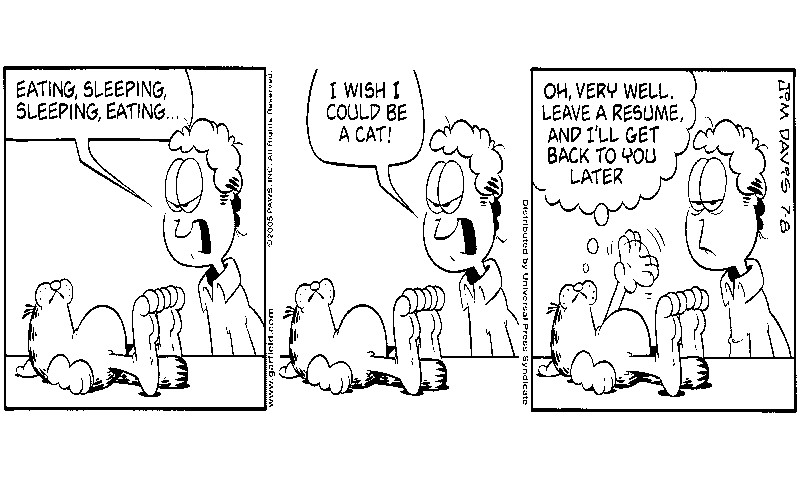 EATING, SLEEPING,
SLEEPING, EATING...
©2005 PAWS, INC. All Rights Reserved.
www.garfield.com
I WISH I
COULD BE
A CAT!
Distributed by Universal Press Syndicate
OH, VERY WELL.
LEAVE A RESUME,
AND I'LL GET
BACK TO YOU
LATER
JIM DAVIS 7-8